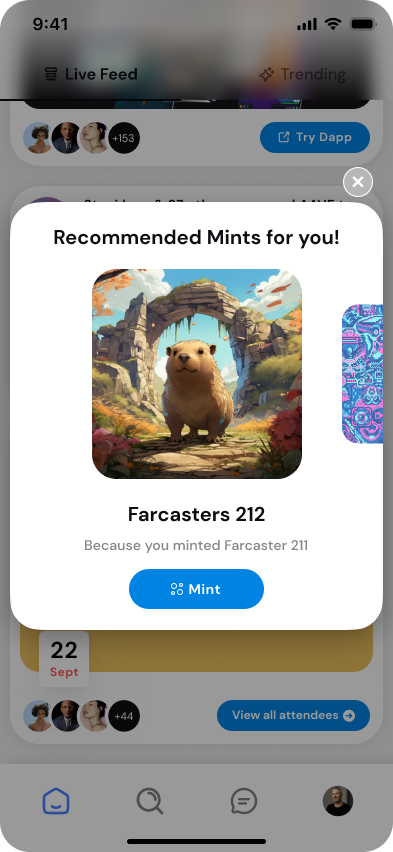 9:41
Live Feed
Trending
+153
Try Dapp
Recommended Mints for you!
Farcasters 212
Because you minted Farcaster 211
Mint
22
Sept
+44
View all attendees